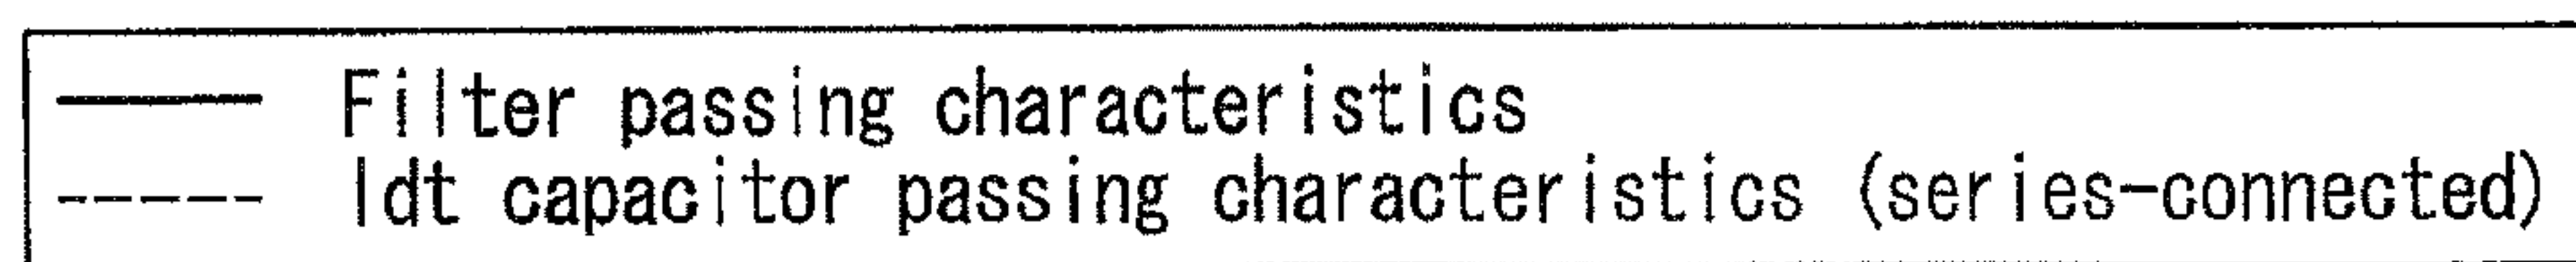 Filter passing characteristics
Idt capacitor passing characteristics (series-connected)